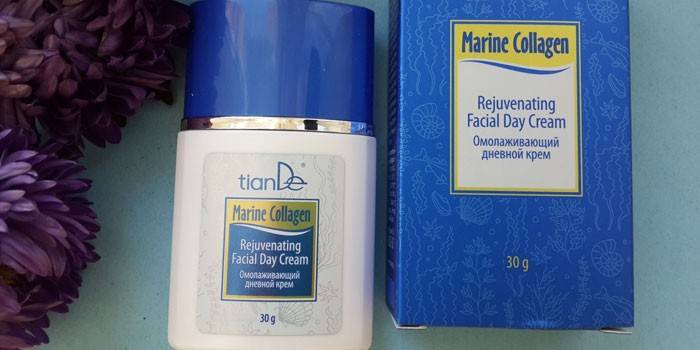 tianDe®
Marine Collagen
Rejuvenating
Facial Day Cream
Омолаживающий
дневной крем
30 g
Marine Collagen
Rejuvenating
Facial Day Cream
Омолаживающий
дневной крем
30 g